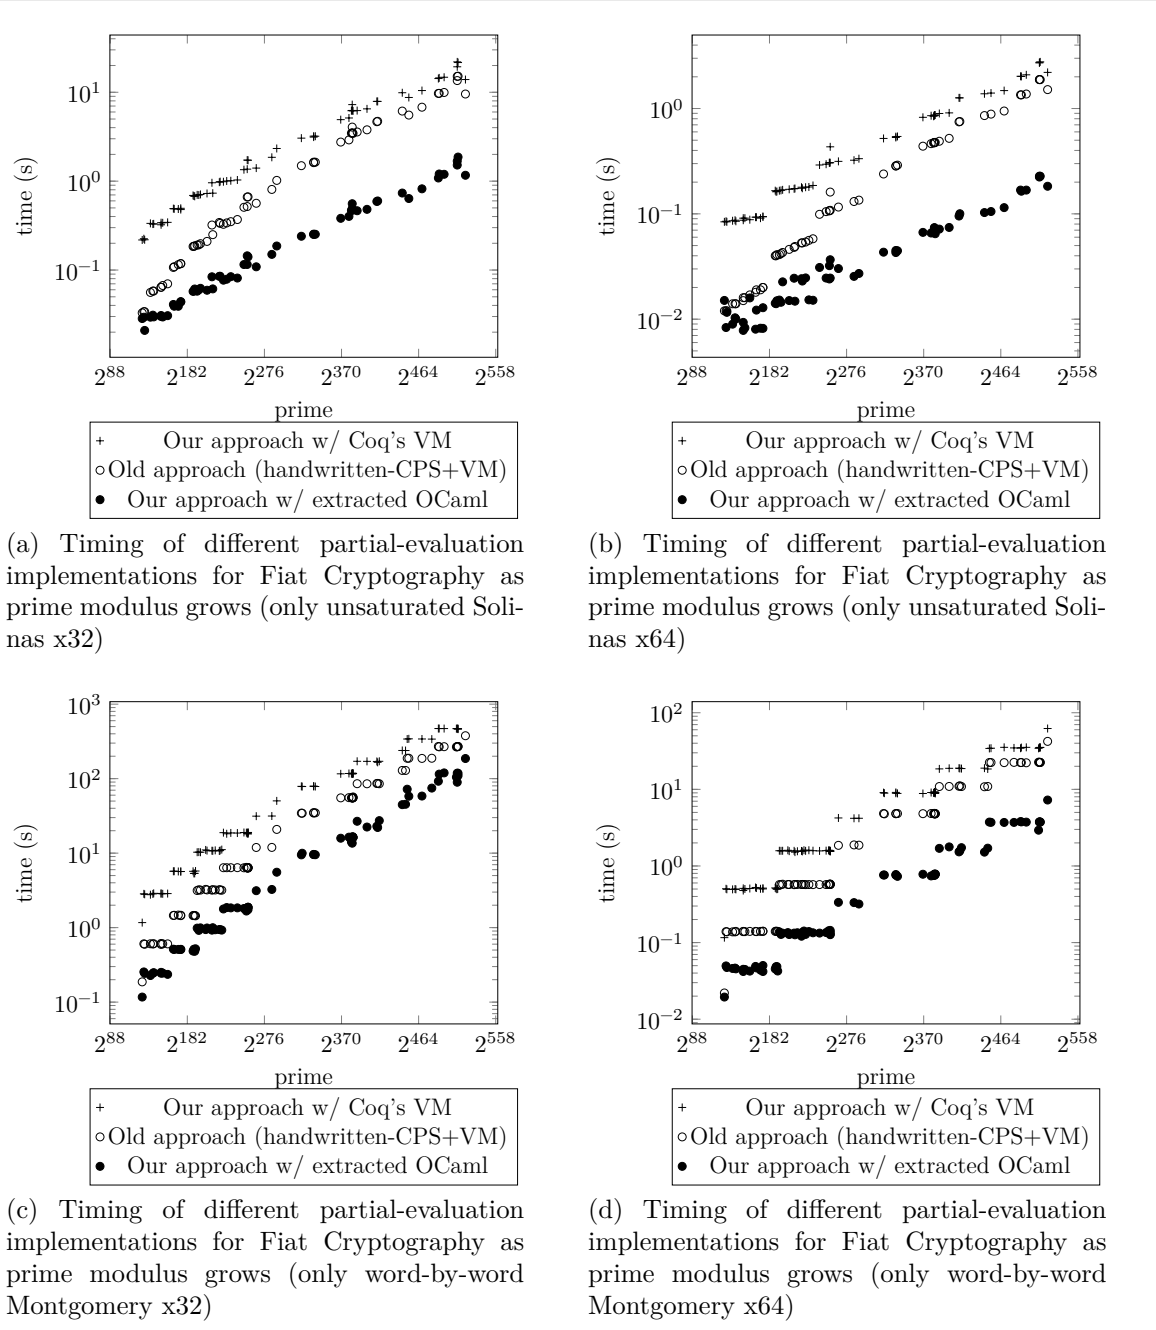 10^1
10^0
10^−1
time (s)
2^88 2^182 2^276 2^370 2^464 2^558
prime
Our approach w/ Coq's VM
Old approach (handwritten-CPS+VM)
Our approach w/ extracted OCaml
(a) Timing of different partial-evaluation
implementations for Fiat Cryptography as
prime modulus grows (only unsaturated Soli-
nas x32)
10^0
10^−1
10^−2
time (s)
2^88 2^182 2^276 2^370 2^464 2^558
prime
Our approach w/ Coq's VM
Old approach (handwritten-CPS+VM)
Our approach w/ extracted OCaml
(b) Timing of different partial-evaluation
implementations for Fiat Cryptography as
prime modulus grows (only unsaturated Soli-
nas x64)
10^3
10^2
10^1
10^0
10^−1
time (s)
2^88 2^182 2^276 2^370 2^464 2^558
prime
Our approach w/ Coq's VM
Old approach (handwritten-CPS+VM)
Our approach w/ extracted OCaml
(c) Timing of different partial-evaluation
implementations for Fiat Cryptography as
prime modulus grows (only word-by-word
Montgomery x32)
10^2
10^1
10^0
10^−1
10^−2
time (s)
2^88 2^182 2^276 2^370 2^464 2^558
prime
Our approach w/ Coq's VM
Old approach (handwritten-CPS+VM)
Our approach w/ extracted OCaml
(d) Timing of different partial-evaluation
implementations for Fiat Cryptography as
prime modulus grows (only word-by-word
Montgomery x64)